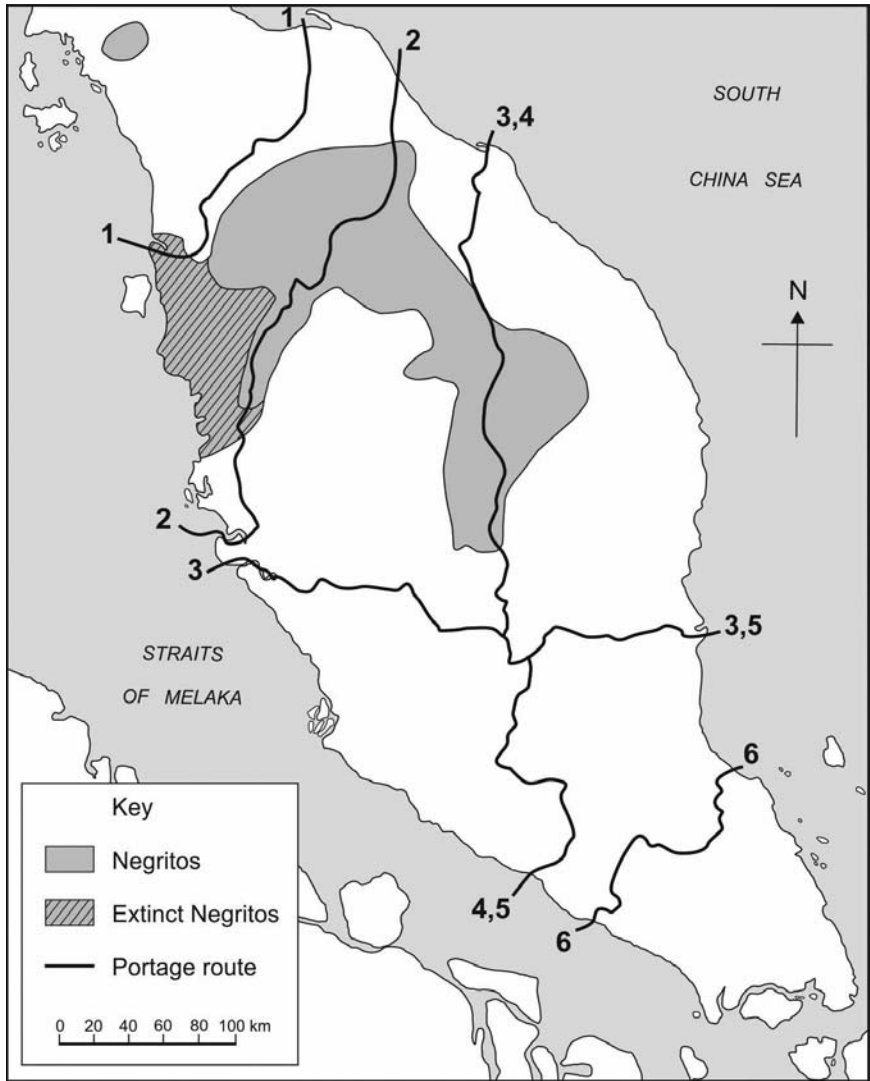 1
2
3,4
SOUTH
CHINA SEA
1
N
2
3
3,5
STRAITS
OF MELAKA
6
4,5
6
Key
Negritos
Extinct Negritos
Portage route
0 20 40 60 80 100 km